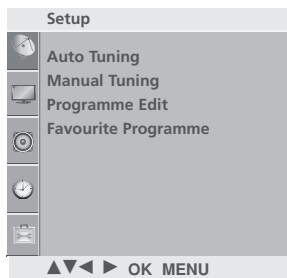 Setup
Auto Tuning
Manual Tuning
Programme Edit
Favourite Programme
▲▼◄ ► OK MENU